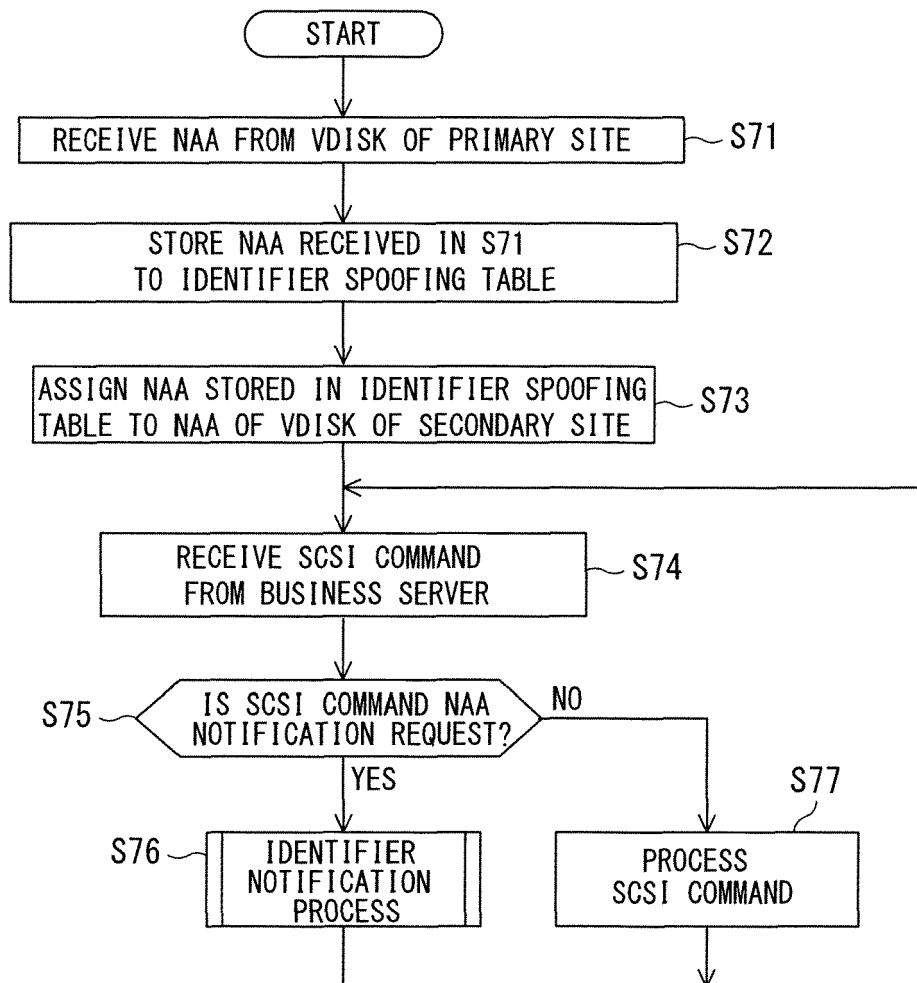 START
RECEIVE NAA FROM VDISK OF PRIMARY SITE
S71
STORE NAA RECEIVED IN S71
TO IDENTIFIER SPOOFING TABLE
S72
ASSIGN NAA STORED IN IDENTIFIER SPOOFING
TABLE TO NAA OF VDISK OF SECONDARY SITE
S73
RECEIVE SCSI COMMAND
FROM BUSINESS SERVER
S74
S75
IS SCSI COMMAND NAA
NOTIFICATION REQUEST?
NO
YES
S76
IDENTIFIER
NOTIFICATION
PROCESS
S77
PROCESS
SCSI COMMAND